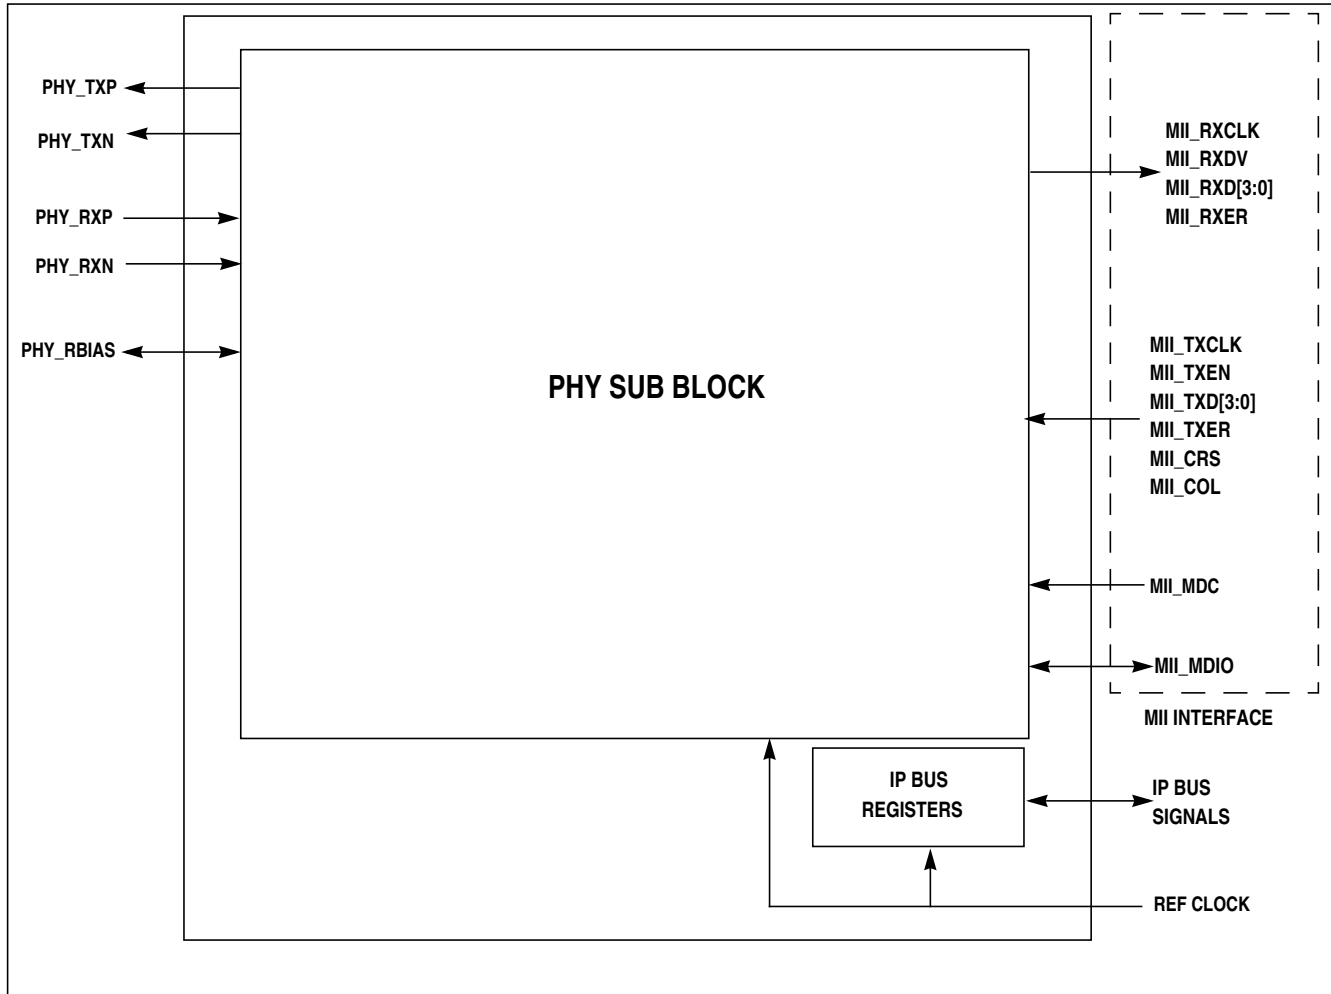 PHY_TXP
PHY_TXN
PHY_RXP
PHY_RXN
PHY_RBIAS
PHY SUB BLOCK
MII_RXCLK
MII_RXDV
MII_RXD[3:0]
MII_RXER
MII_TXCLK
MII_TXEN
MII_TXD[3:0]
MII_TXER
MII_CRS
MII_COL
MII_MDC
MII_MDIO
MII INTERFACE
IP BUS
REGISTERS
IP BUS
SIGNALS
REF CLOCK